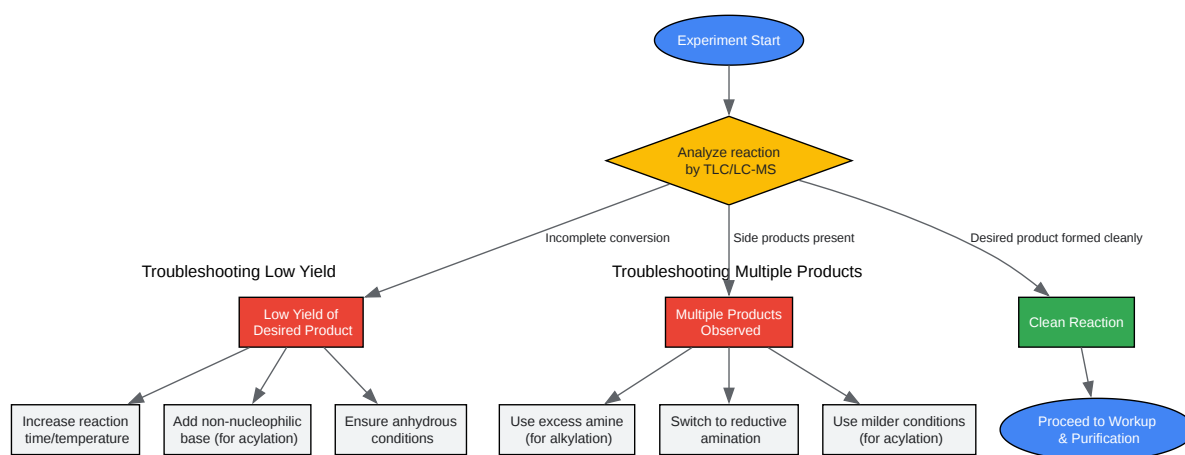 Experiment Start
Analyze reaction
by TLC/LC-MS
Incomplete conversion
Side products present
Desired product formed cleanly
Troubleshooting Low Yield
Troubleshooting Multiple Products
Low Yield of
Desired Product
Multiple Products
Observed
Clean Reaction
Increase reaction
time/temperature
Add non-nucleophilic
base (for acylation)
Ensure anhydrous
conditions
Use excess amine
(for alkylation)
Switch to reductive
amination
Use milder conditions
(for acylation)
Proceed to Workup
& Purification